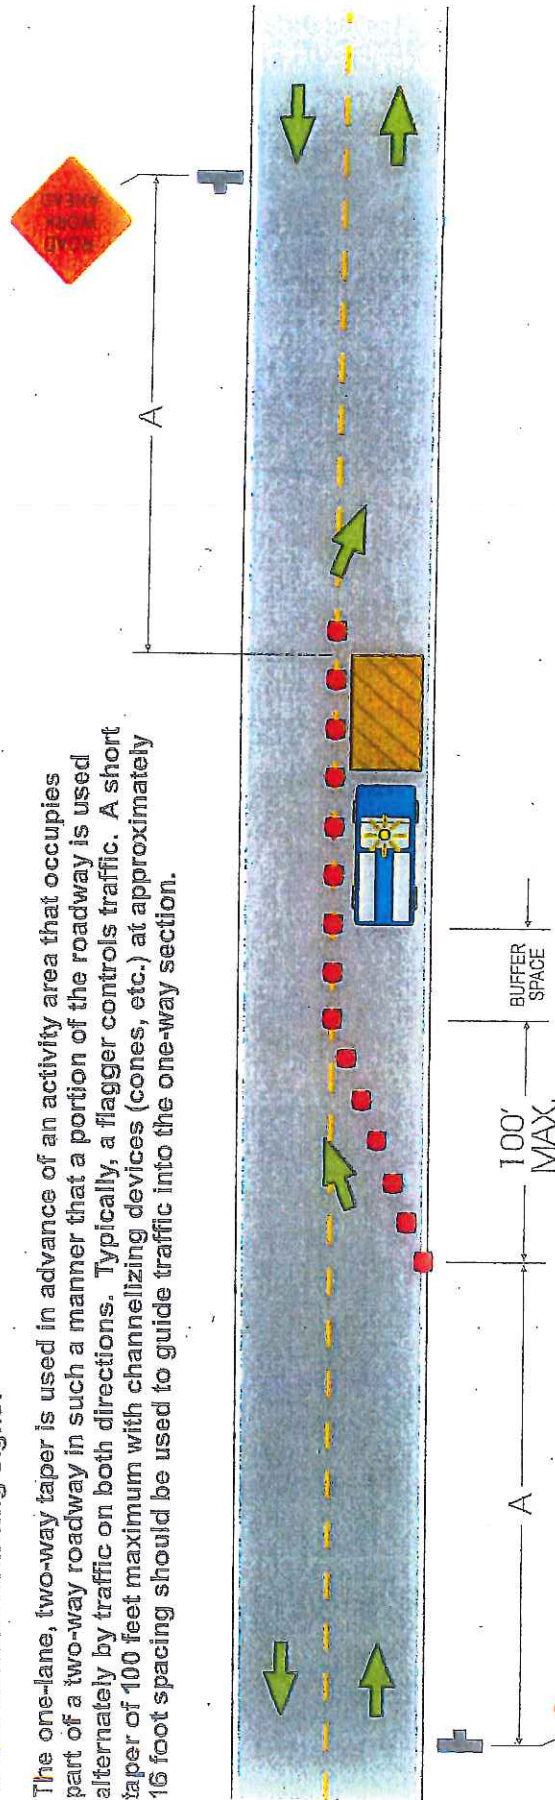 The one-lane, two-way taper is used in advance of an activity area that occupies
part of a two-way roadway in such a manner that a portion of the roadway is used
alternately by traffic on both directions. Typically, a flagger controls traffic. A short
taper of 100 feet maximum with channelizing devices (cones, etc.) at approximately
16 foot spacing should be used to guide traffic into the one-way section.
ROAD
WORK
AHEAD
A
A
100'
MAX.
BUFFER
SPACE